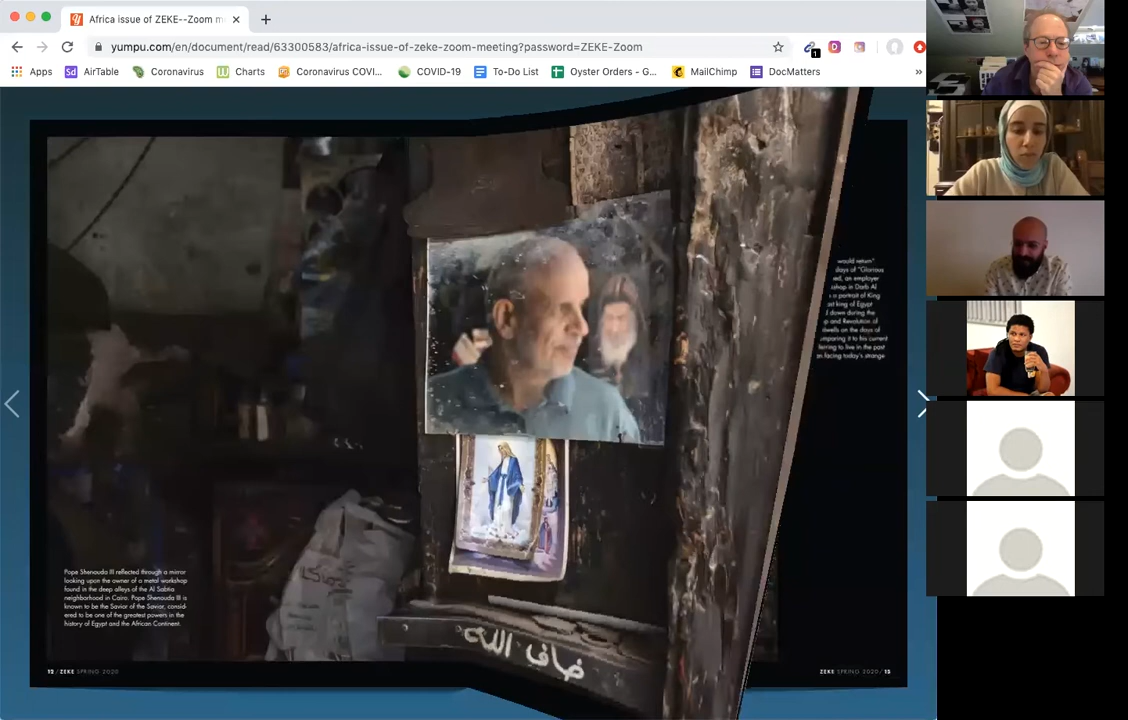 Africa issue of ZEKE--Zoom m
yumpu.com/en/document/read/63300583/africa-issue-of-zeke-zoom-meeting?password=ZEKE-Zoom
1
Apps
AirTable
Coronavirus
Charts
Coronavirus COVI...
COVID-19
To-Do List
Oyster Orders - G...
MailChimp
DocMatters
»
would return"
days of "Glorious
ed, an employer
shop in Darb Al
s a portrait of King
st king of Egypt
down during the
p and Revolution of
dwells on the days of
mparing it to his current
ferring to live in the past
an facing today's strange
Pope Shenouda III reflected through a mirror
looking upon the owner of a metal workshop
found in the deep alleys of the Al Sabtia
neighborhood in Cairo. Pope Shenouda III is
known to be the Savior of the Savior, consid-
ered to be one of the greatest powers in the
history of Egypt and the African Continent.
الله
12 / ZEKE SPRING 2020
ZEKE SPRING 2020 /